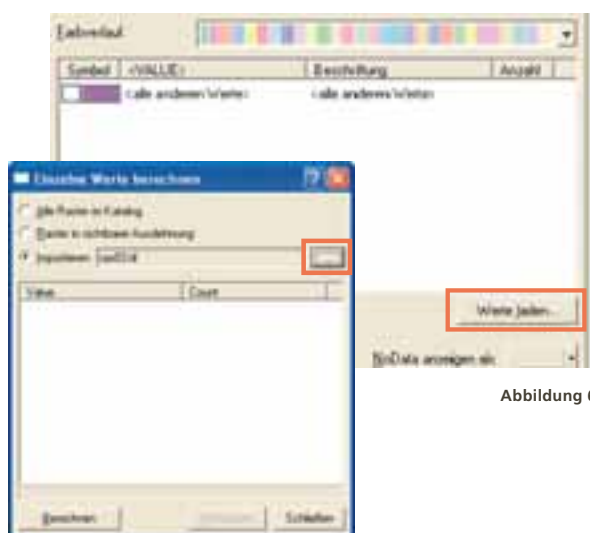 Farbverlauf
Symbol <VALUE> Beschriftung Anzahl
<alle anderen Werte> <alle anderen Werte>
Einzelne Werte berechnen
Alle Raster in Katalog
Raster in sichtbarer Ausdehnung
Importieren
...
Value Count
Werte laden...
NoData anzeigen als
Abbildung 6
Berechnen Schließen